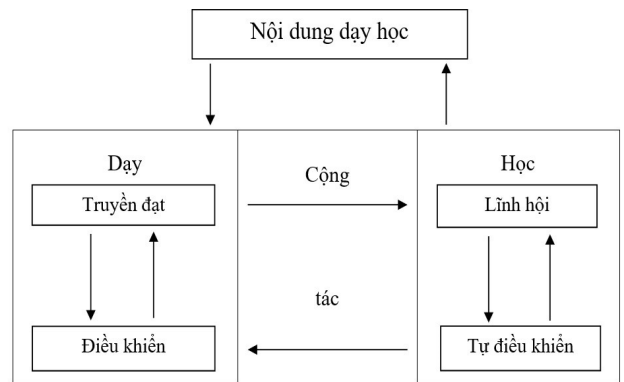 Nội dung dạy học
Dạy
Cộng
Học
Truyền đạt
Lĩnh hội
tác
Điều khiển
Tự điều khiển